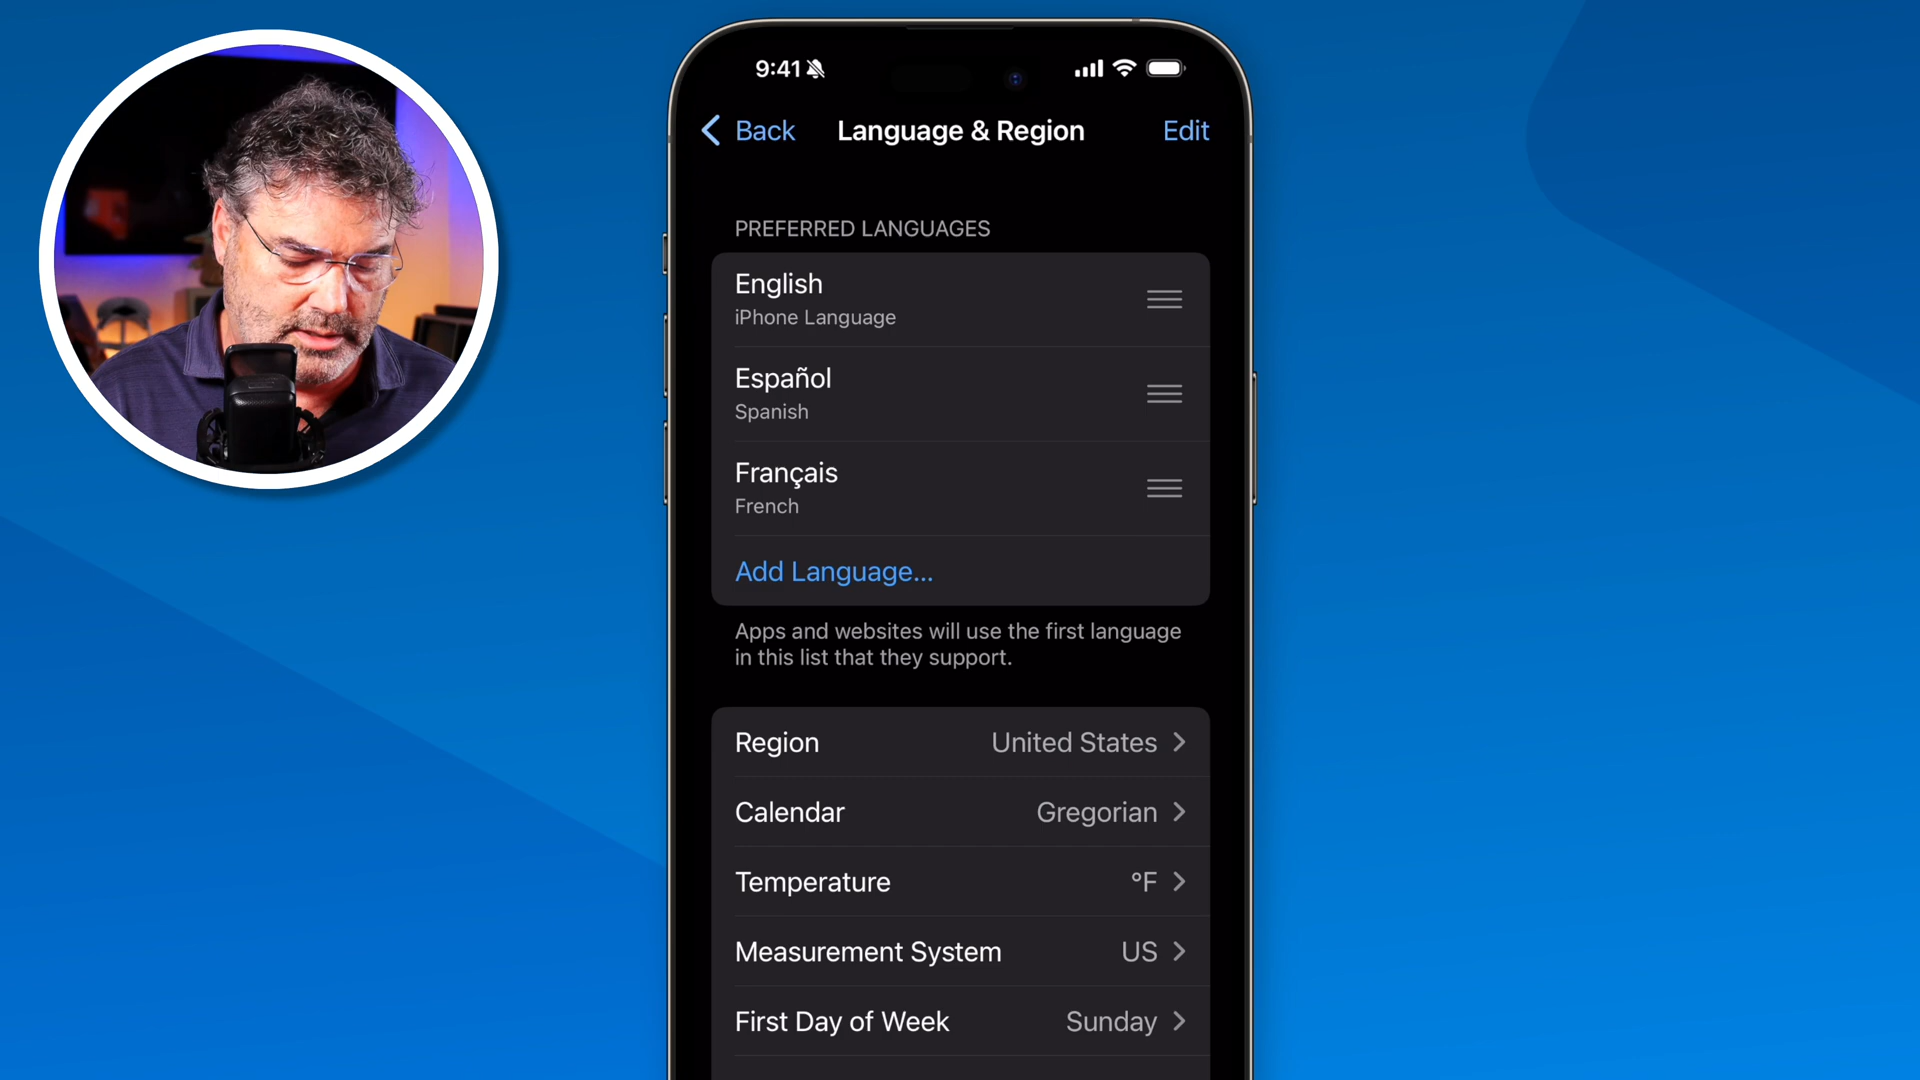 9:41
Back
Language & Region
Edit
PREFERRED LANGUAGES
English
iPhone Language
Español
Spanish
Français
French
Add Language...
Apps and websites will use the first language
in this list that they support.
Region United States
Calendar Gregorian
Temperature °F
Measurement System US
First Day of Week Sunday